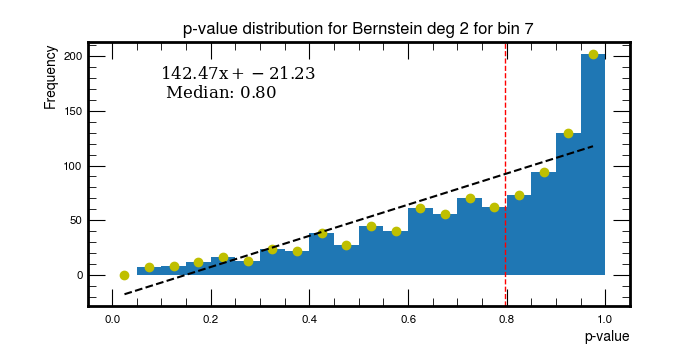 p-value distribution for Bernstein deg 2 for bin 7
Frequency
200
150
100
50
0
142.47x + −21.23
Median: 0.80
0.0 0.2 0.4 0.6 0.8 1.0
p-value